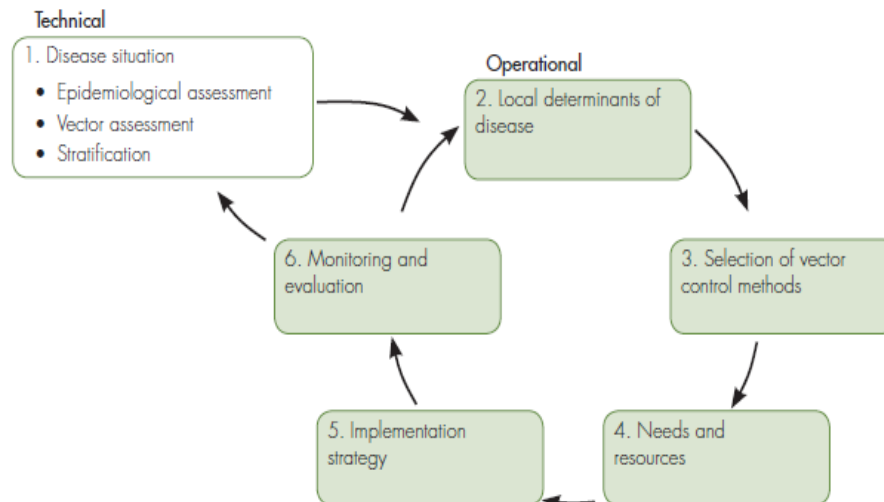 Technical
1. Disease situation
• Epidemiological assessment
• Vector assessment
• Stratification
Operational
2. Local determinants of
disease
3. Selection of vector
control methods
4. Needs and
resources
5. Implementation
strategy
6. Monitoring and
evaluation